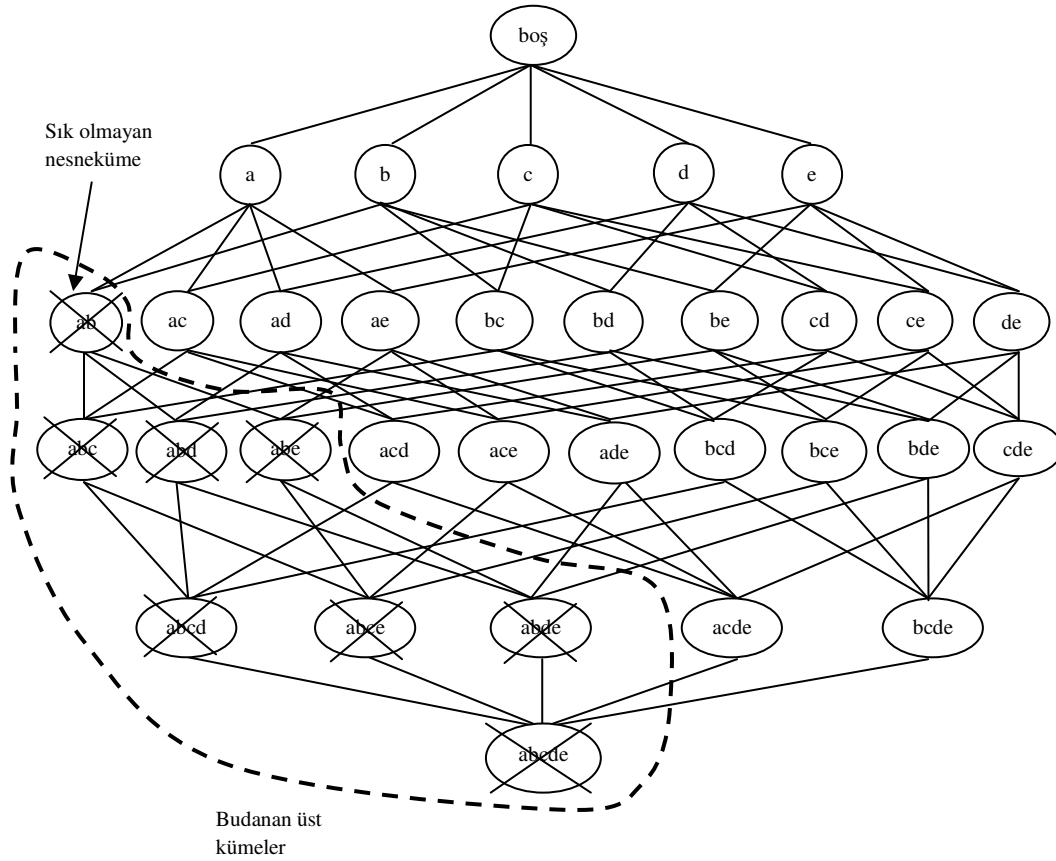 boş
Sık olmayan
nesneküme
a b c d e
ab ac ad ae bc bd be cd ce de
abc abd abe acd ace ade bcd bce bde cde
abcd abce abde acde bcde
abcde
Budanan üst
kümeler